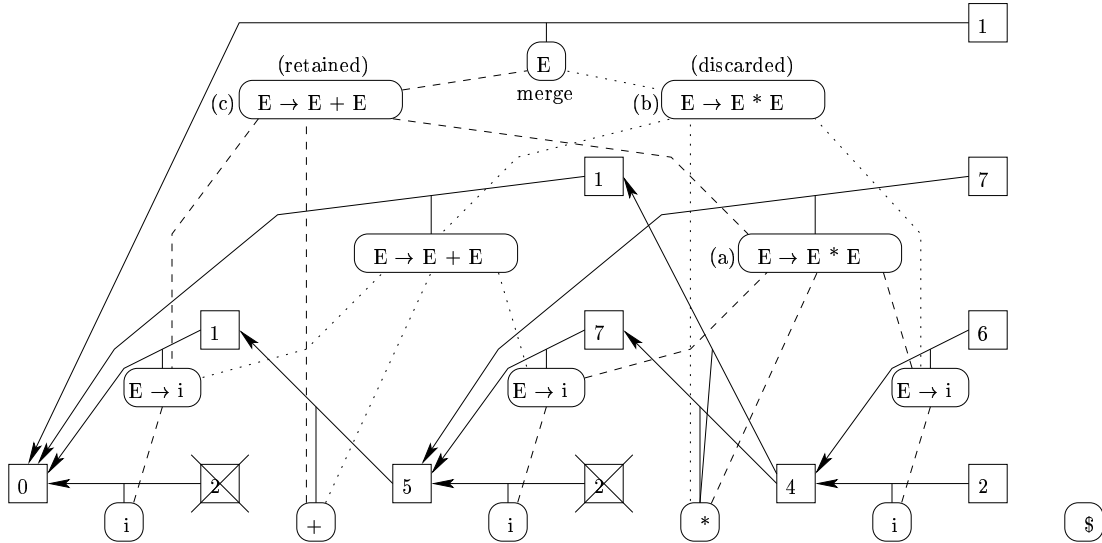 1
(retained) E (discarded)
merge
(c) E → E + E (b) E → E * E
1 7
E → E + E (a) E → E * E
1 7 6
E → i E → i E → i
0 2 5 2 4 2
i + i * i $